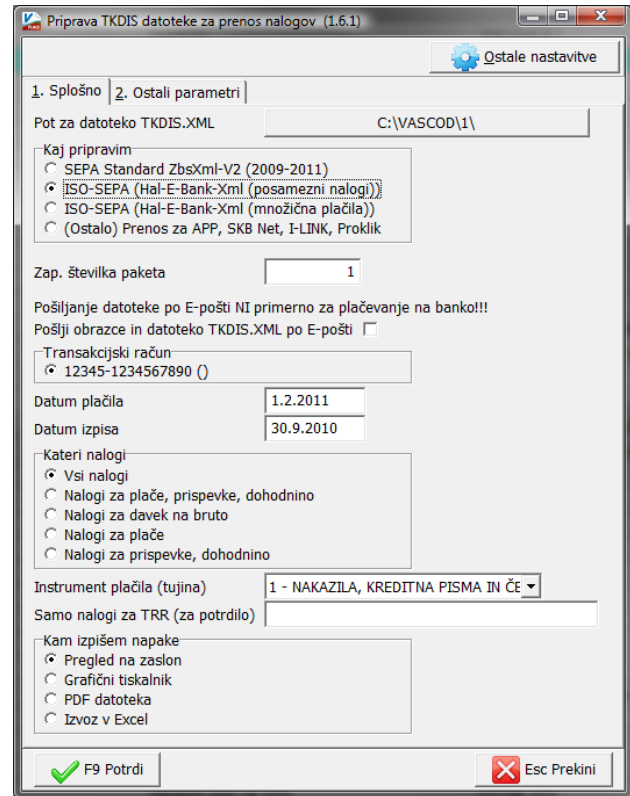 Priprava TKDIS datoteke za prenos nalogov (1.6.1)
Ostale nastavitve
1. Splošno 2. Ostali parametri
Pot za datoteko TKDIS.XML C:\VASCOD\1\
Kaj pripravim
SEPA Standard ZbsXml-V2 (2009-2011)
ISO-SEPA (Hal-E-Bank-Xml (posamezni nalogi))
ISO-SEPA (Hal-E-Bank-Xml (množična plačila))
(Ostalo) Prenos za APP, SKB Net, I-LINK, Proklik
Zap. številka paketa 1
Pošiljanje datoteke po E-pošti NI primerno za plačevanje na banko!!!
Pošlji obrazce in datoteko TKDIS.XML po E-pošti
Transakcijski račun
12345-1234567890 ()
Datum plačila 1.2.2011
Datum izpisa 30.9.2010
Kateri nalogi
Vsi nalogi
Nalogi za plače, prispevke, dohodnino
Nalogi za davek na bruto
Nalogi za plače
Nalogi za prispevke, dohodnino
Instrument plačila (tujina) 1 - NAKAZILA, KREDITNA PISMA IN ČE
Samo nalogi za TRR (za potrdilo)
Kam izpišem napake
Pregled na zaslon
Grafični tiskalnik
PDF datoteka
Izvoz v Excel
F9 Potrdi Esc Prekini